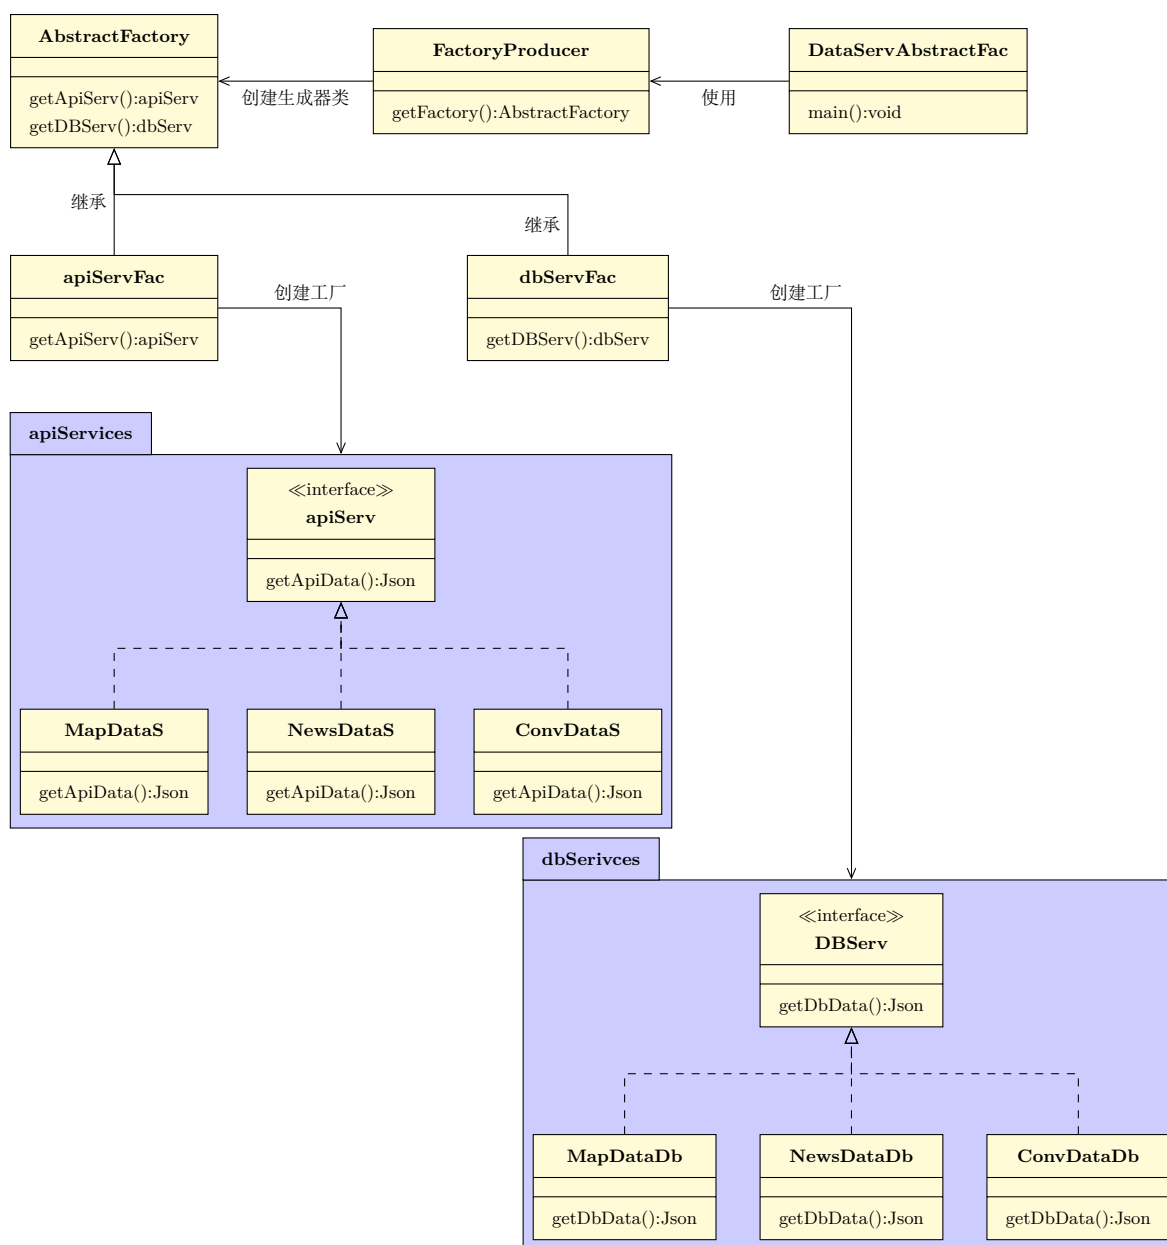 AbstractFactory
getApiServ():apiServ
getDBServ():dbServ
创建生成器类
FactoryProducer
getFactory():AbstractFactory
使用
DataServAbstractFac
main():void
继承
继承
apiServFac
getApiServ():apiServ
创建工厂
dbServFac
getDBServ():dbServ
创建工厂
apiServices
≪interface≫
apiServ
getApiData():Json
MapDataS
getApiData():Json
NewsDataS
getApiData():Json
ConvDataS
getApiData():Json
dbSerivces
≪interface≫
DBServ
getDbData():Json
MapDataDb
getDbData():Json
NewsDataDb
getDbData():Json
ConvDataDb
getDbData():Json